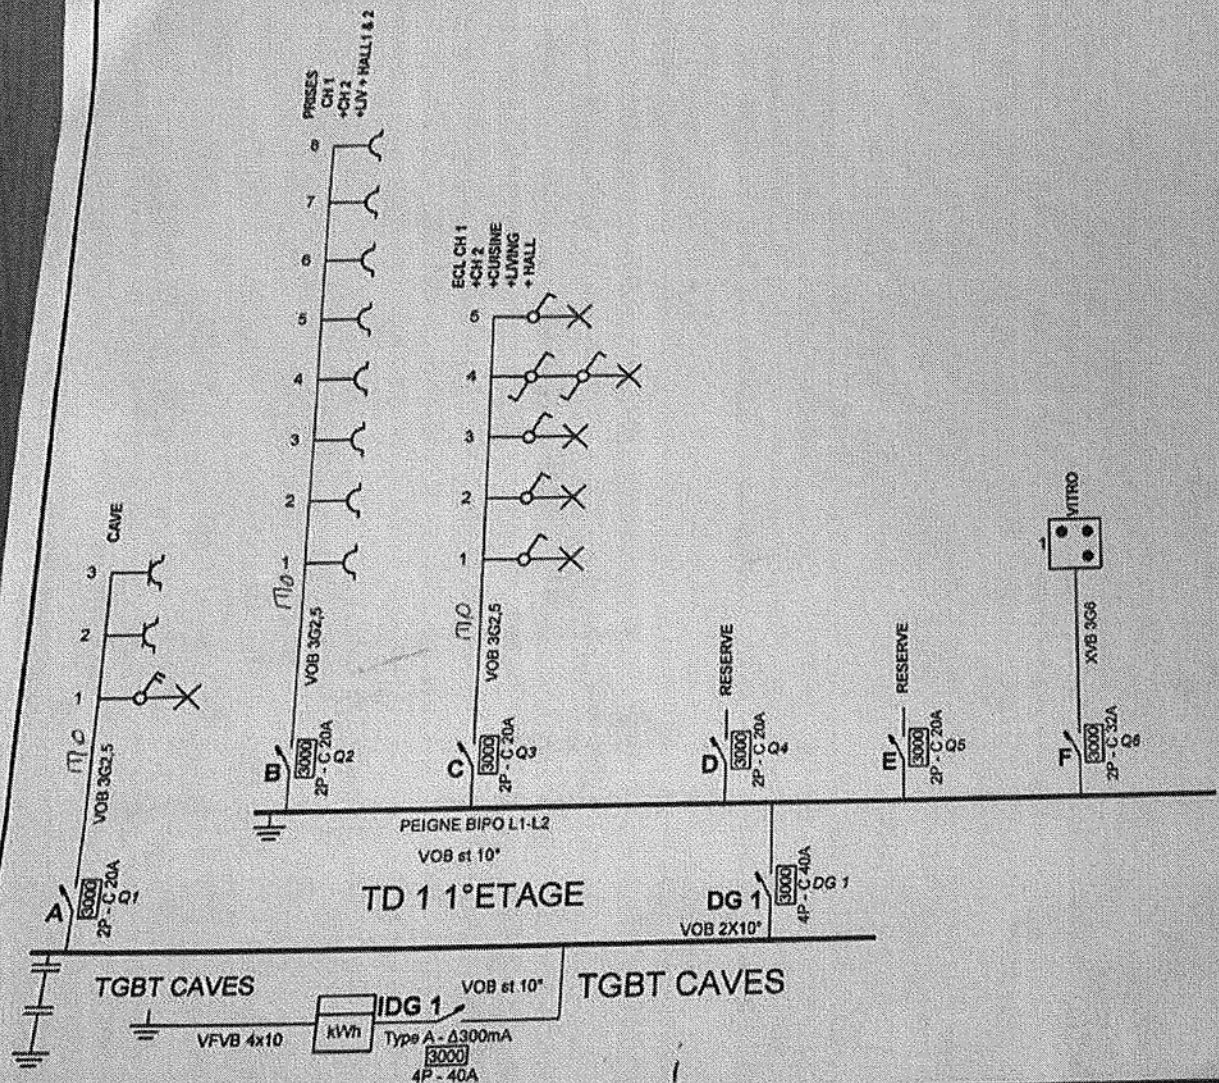 PRISES
CH 1
+CH 2
+LIV + HALL 1 & 2
8
7
6
5
4
3
2
1
VOB 3G2,5
B
3000
2P - C 20A
Q2
ECL CH 1
+CH 2
+CUISINE
+LIVING
+ HALL
5
4
3
2
1
VOB 3G2,5
C
3000
2P - C 20A
Q3
CAVE
3
2
1
VOB 3G2,5
A
3000
2P - C 20A
Q1
RESERVE
D
3000
2P - C 20A
Q4
RESERVE
E
3000
2P - C 20A
Q5
VITRO
1
XVB 3G6
F
3000
2P - C 32A
Q6
PEIGNE BIPO L1-L2
VOB st 10"
TD 1 1°ETAGE
DG 1
3000
4P - C 40A
DG 1
VOB 2X10"
TGBT CAVES
TGBT CAVES
VOB st 10"
IDG 1
VFVB 4x10
kWh
Type A - Δ300mA
3000
4P - 40A